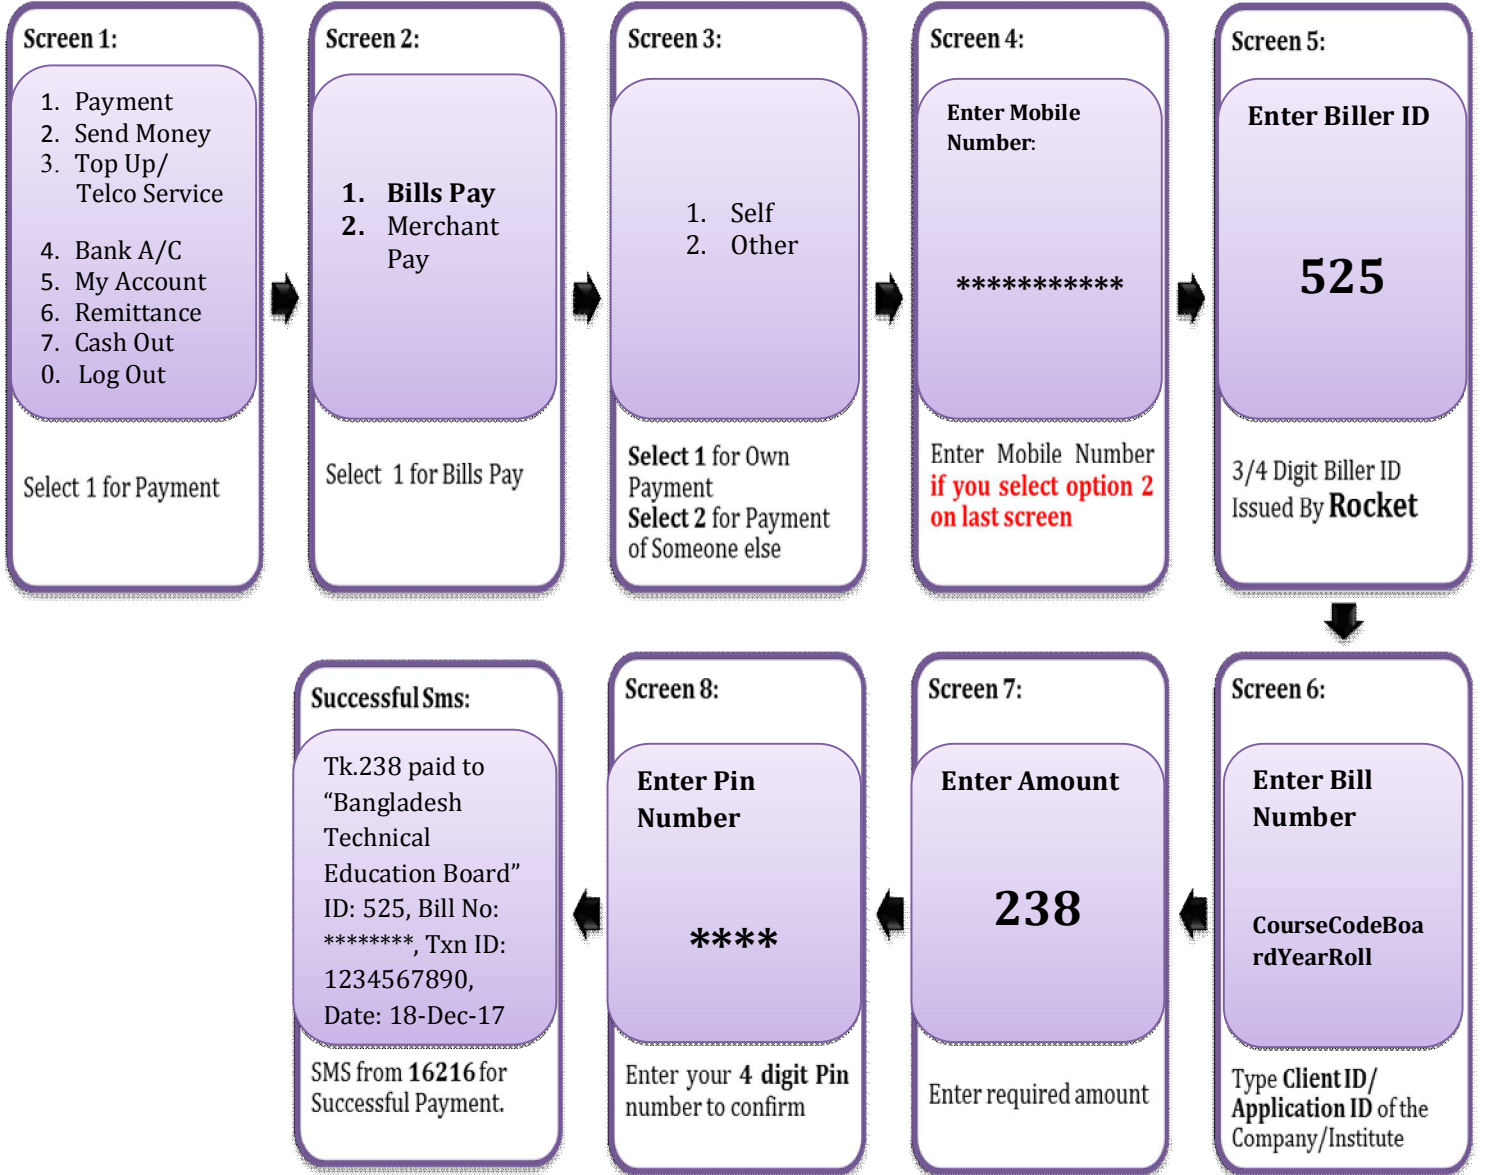 Screen 1:
1. Payment
2. Send Money
3. Top Up/
Telco Service
4. Bank A/C
5. My Account
6. Remittance
7. Cash Out
0. Log Out
Select 1 for Payment
Screen 2:
1. Bills Pay
2. Merchant
Pay
Select 1 for Bills Pay
Screen 3:
1. Self
2. Other
Select 1 for Own
Payment
Select 2 for Payment
of Someone else
Screen 4:
Enter Mobile
Number:
***********
Enter Mobile Number
if you select option 2
on last screen
Screen 5:
Enter Biller ID
525
3/4 Digit Biller ID
Issued By Rocket
Screen 6:
Enter Bill
Number
CourseCodeBoa
rdYearRoll
Type Client ID/
Application ID of the
Company/Institute
Screen 7:
Enter Amount
238
Enter required amount
Screen 8:
Enter Pin
Number
****
Enter your 4 digit Pin
number to confirm
Successful Sms:
Tk.238 paid to
“Bangladesh
Technical
Education Board”
ID: 525, Bill No:
********, Txn ID:
1234567890,
Date: 18-Dec-17
SMS from 16216 for
Successful Payment.